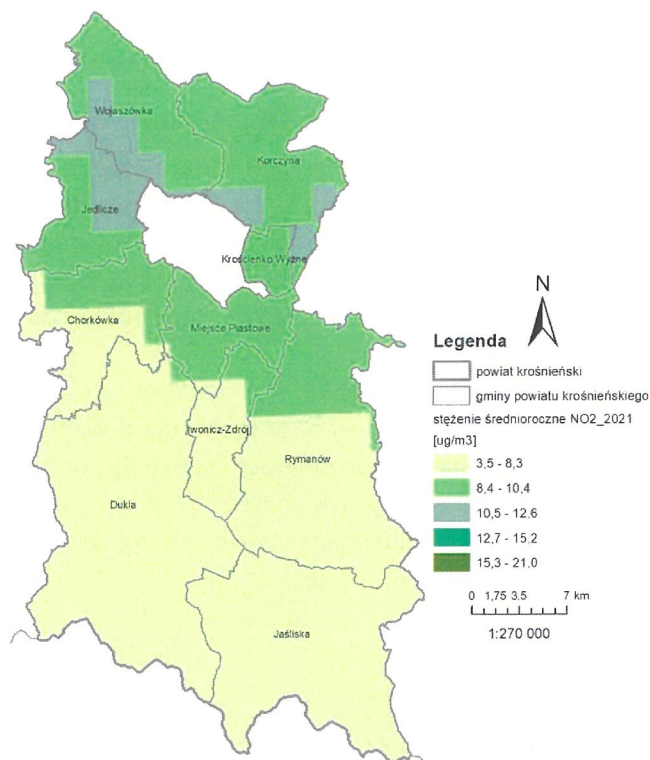 Wojaszówka
Korczyna
Jedlicze
Krościenko Wyżne
Chorkówka
Miejsce Piastowe
Iwonicz-Zdrój
Rymanów
Dukla
Jaśliska
N
Legenda
powiat krośnieński
gminy powiatu krośnieńskiego
stężenie średnioroczne NO2_2021
[ug/m3]
3,5 - 8,3
8,4 - 10,4
10,5 - 12,6
12,7 - 15,2
15,3 - 21,0
0 1,75 3,5 7 km
1:270 000